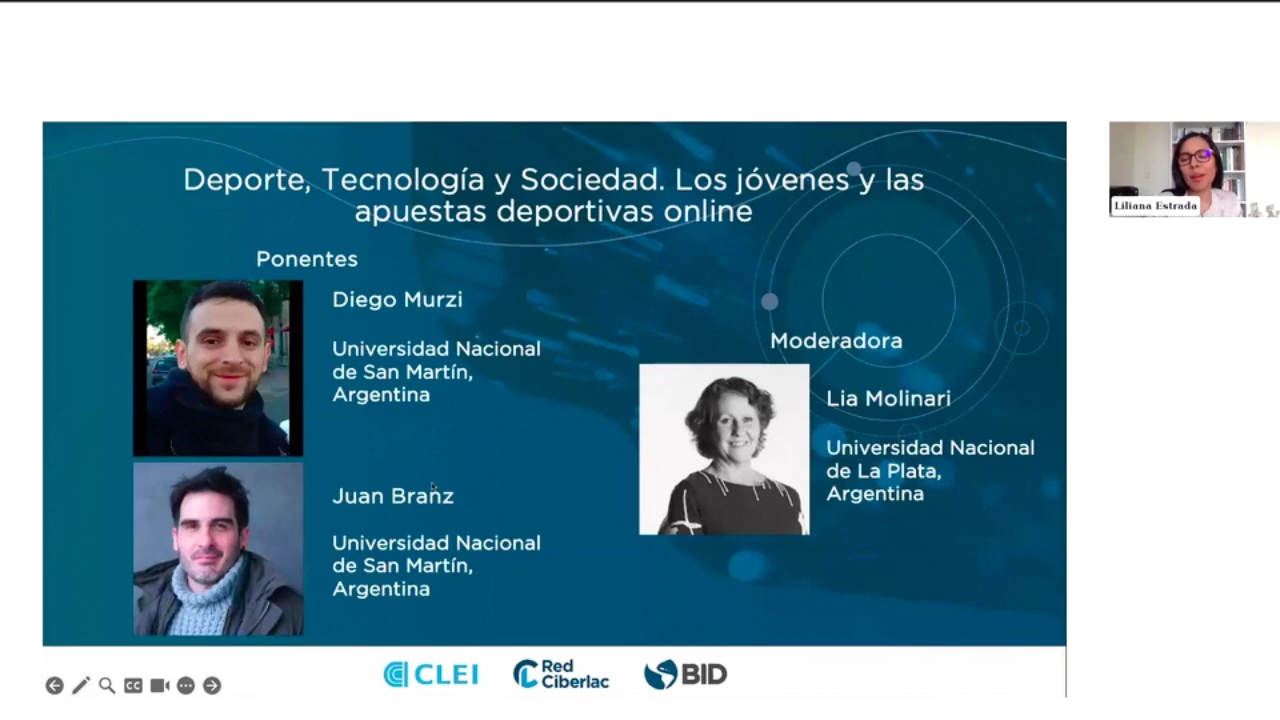 Deporte, Tecnología y Sociedad. Los jóvenes y las
apuestas deportivas online
Ponentes
Diego Murzi
Universidad Nacional
de San Martín,
Argentina
Juan Branz
Universidad Nacional
de San Martín,
Argentina
Moderadora
Lia Molinari
Universidad Nacional
de La Plata,
Argentina
Liliana Estrada
CLEI
Red
Ciberlac
BID
CC